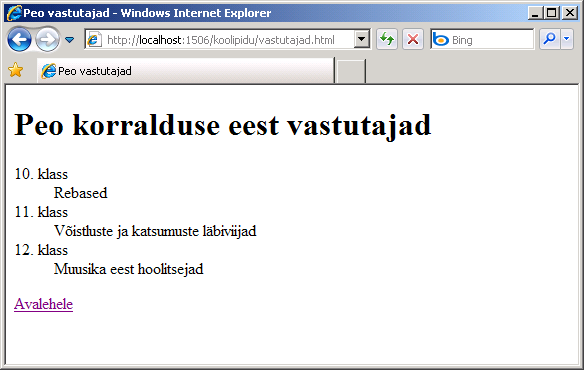 Peo vastutajad - Windows Internet Explorer
http://localhost:1506/koolipidu/vastutajad.html
Bing
Peo vastutajad
Peo korralduse eest vastutajad
10. klass
Rebased
11. klass
Võistluste ja katsumuste läbiviijad
12. klass
Muusika eest hoolitsejad
Avalehele